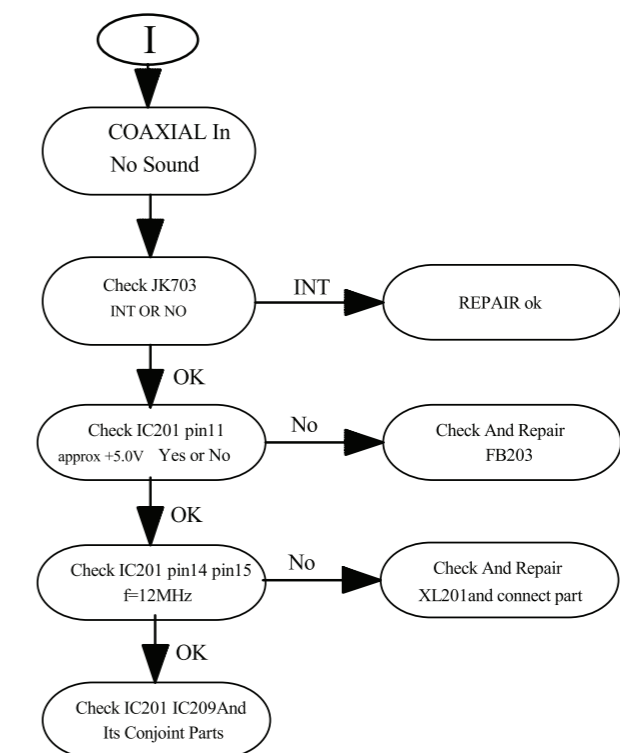 I
COAXIAL In
No Sound
Check JK703
INT OR NO
INT
REPAIR ok
OK
Check IC201 pin11
approx +5.0V Yes or No
No
Check And Repair
FB203
OK
Check IC201 pin14 pin15
f=12MHz
No
Check And Repair
XL201and connect part
OK
Check IC201 IC209And
Its Conjoint Parts